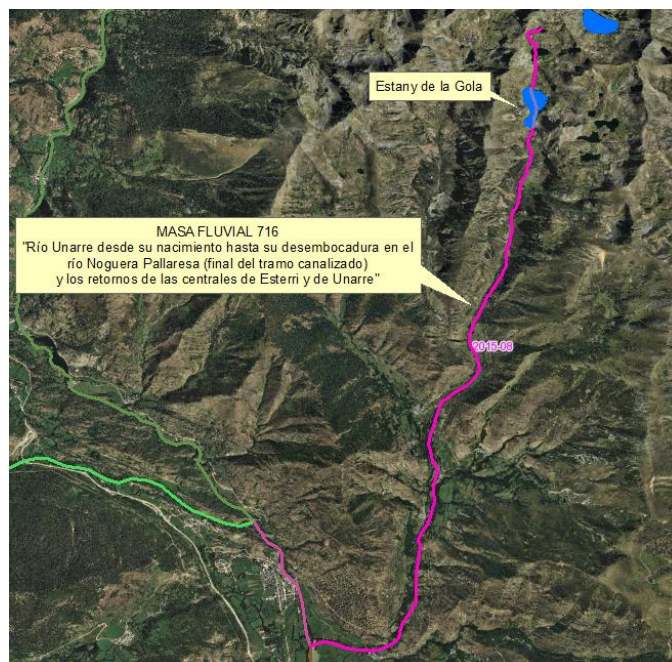 Estany de la Gola
MASA FLUVIAL 716
"Río Unarre desde su nacimiento hasta su desembocadura en el
río Noguera Pallaresa (final del tramo canalizado)
y los retornos de las centrales de Esterri y de Unarre"
2015-08